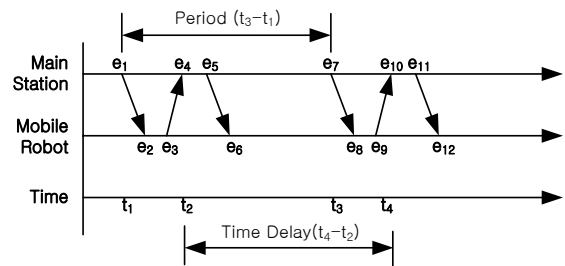 Period (t₃–t₁)
Main
Station
e₁ e₄ e₅ e₇ e₁₀ e₁₁
Mobile
Robot
e₂ e₃ e₆ e₈ e₉ e₁₂
Time
t₁ t₂ t₃ t₄
Time Delay(t₄–t₂)